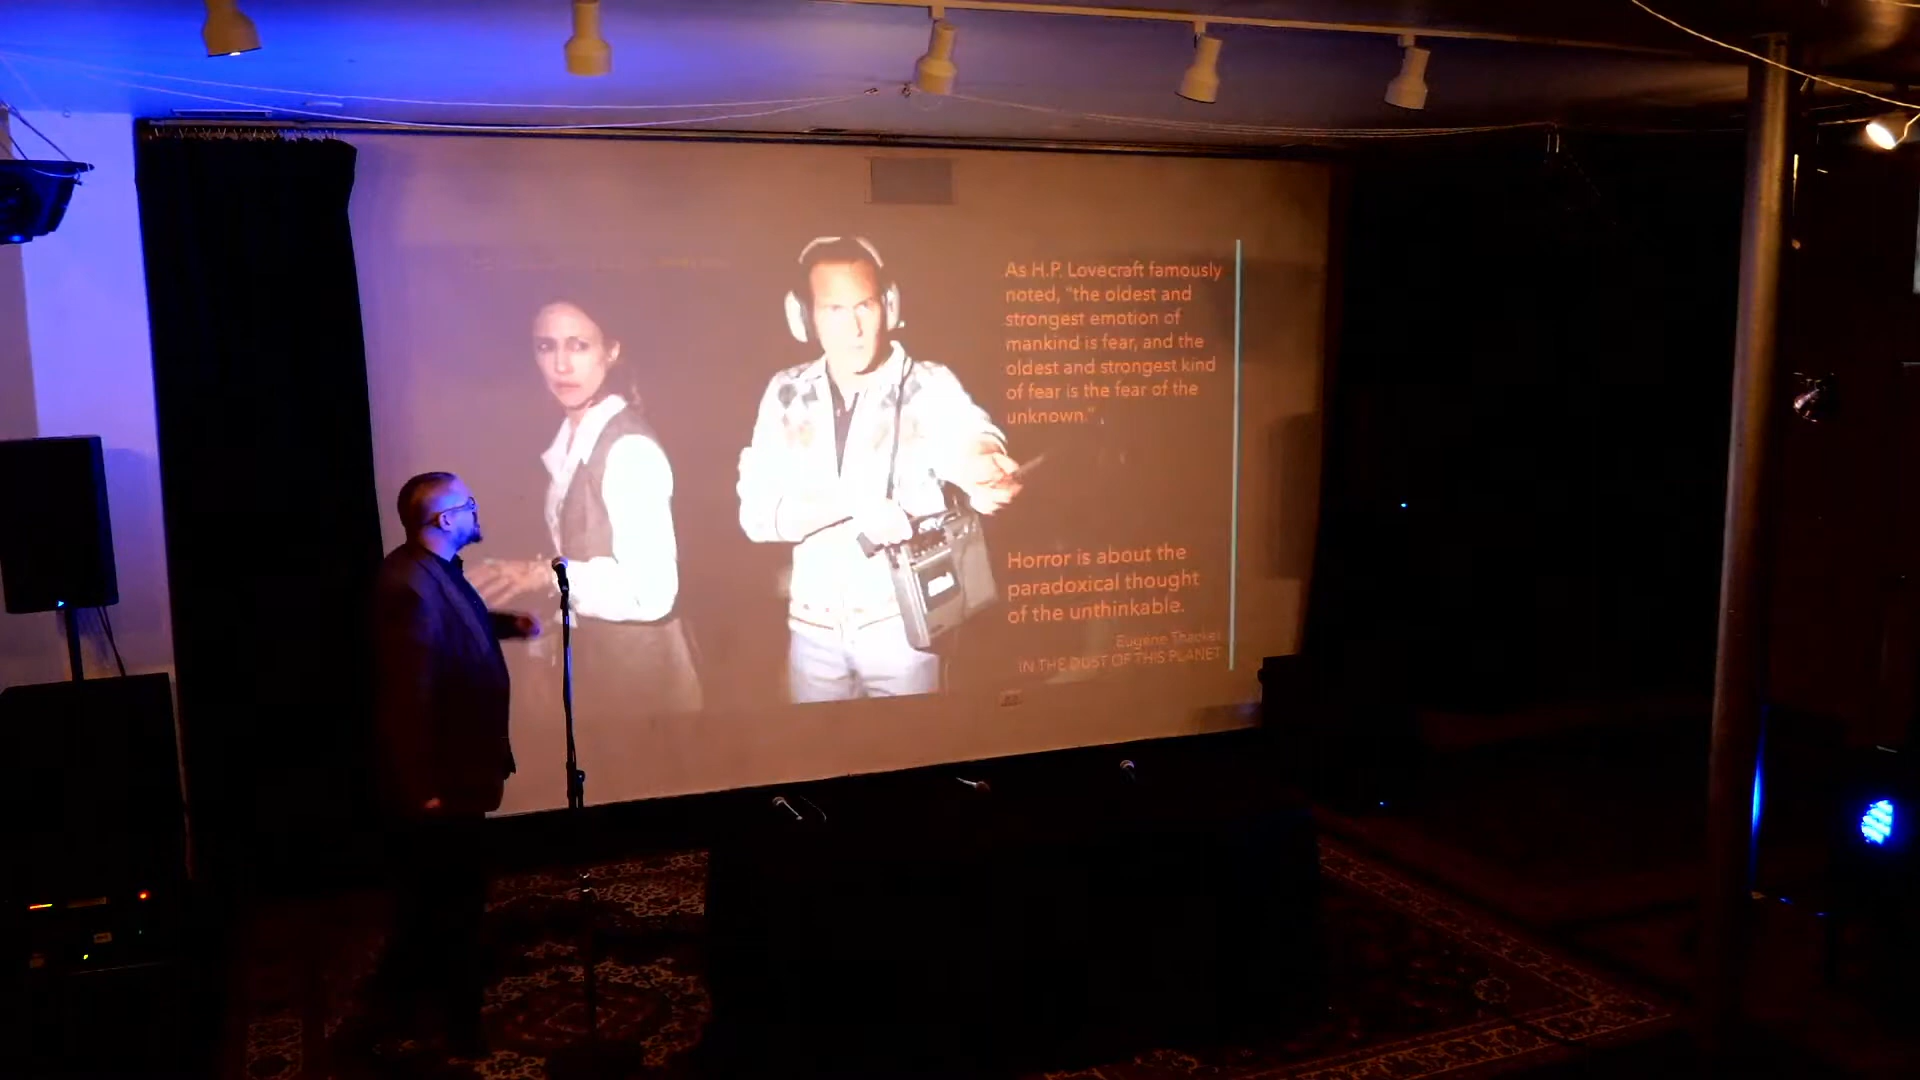 As H.P. Lovecraft famously
noted, "the oldest and
strongest emotion of
mankind is fear, and the
oldest and strongest kind
of fear is the fear of the
unknown." ,
Horror is about the
paradoxical thought
of the unthinkable.
Eugene Thacker
IN THE DUST OF THIS PLANET